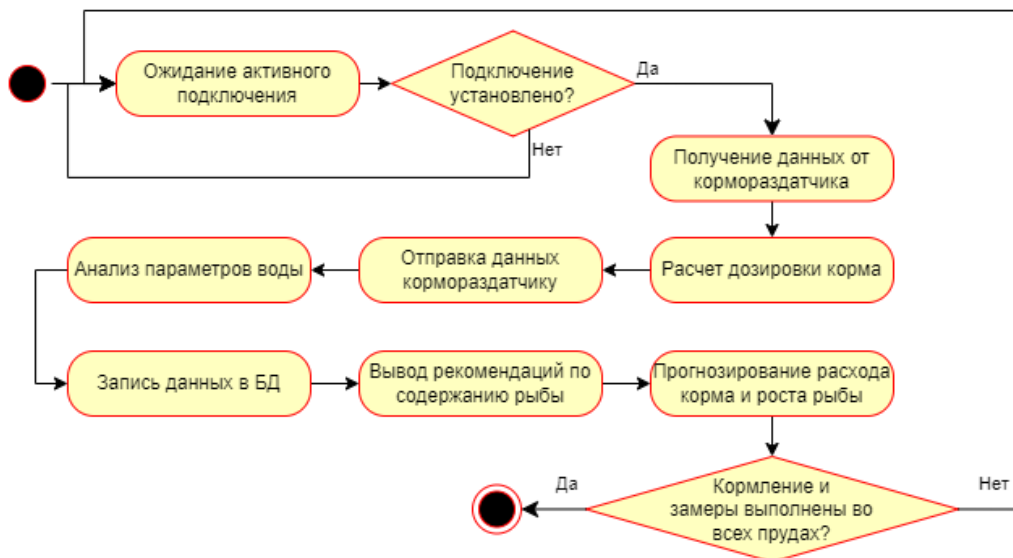 Ожидание активного
подключения
Подключение
установлено?
Да
Нет
Получение данных от
кормораздатчика
Расчет дозировки корма
Отправка данных
кормораздатчику
Анализ параметров воды
Запись данных в БД
Вывод рекомендаций по
содержанию рыбы
Прогнозирование расхода
корма и роста рыбы
Кормление и
замеры выполнены во
всех прудах?
Да
Нет